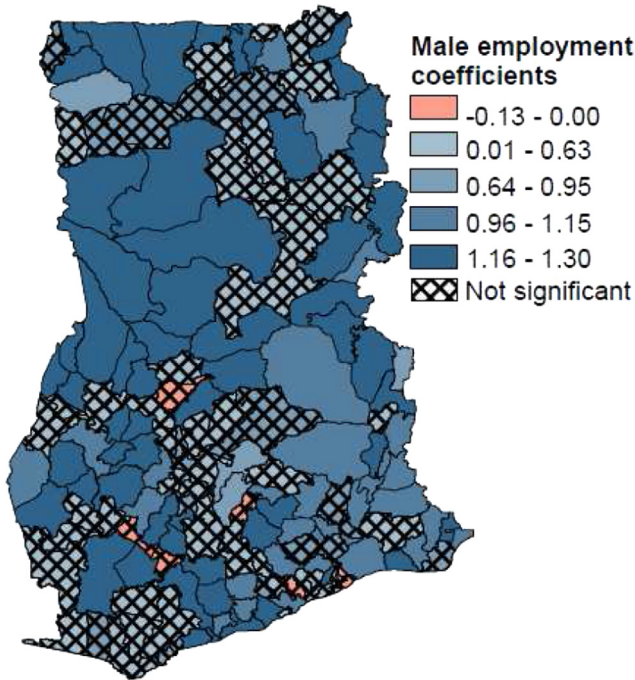 Male employment
coefficients
-0.13 - 0.00
0.01 - 0.63
0.64 - 0.95
0.96 - 1.15
1.16 - 1.30
Not significant